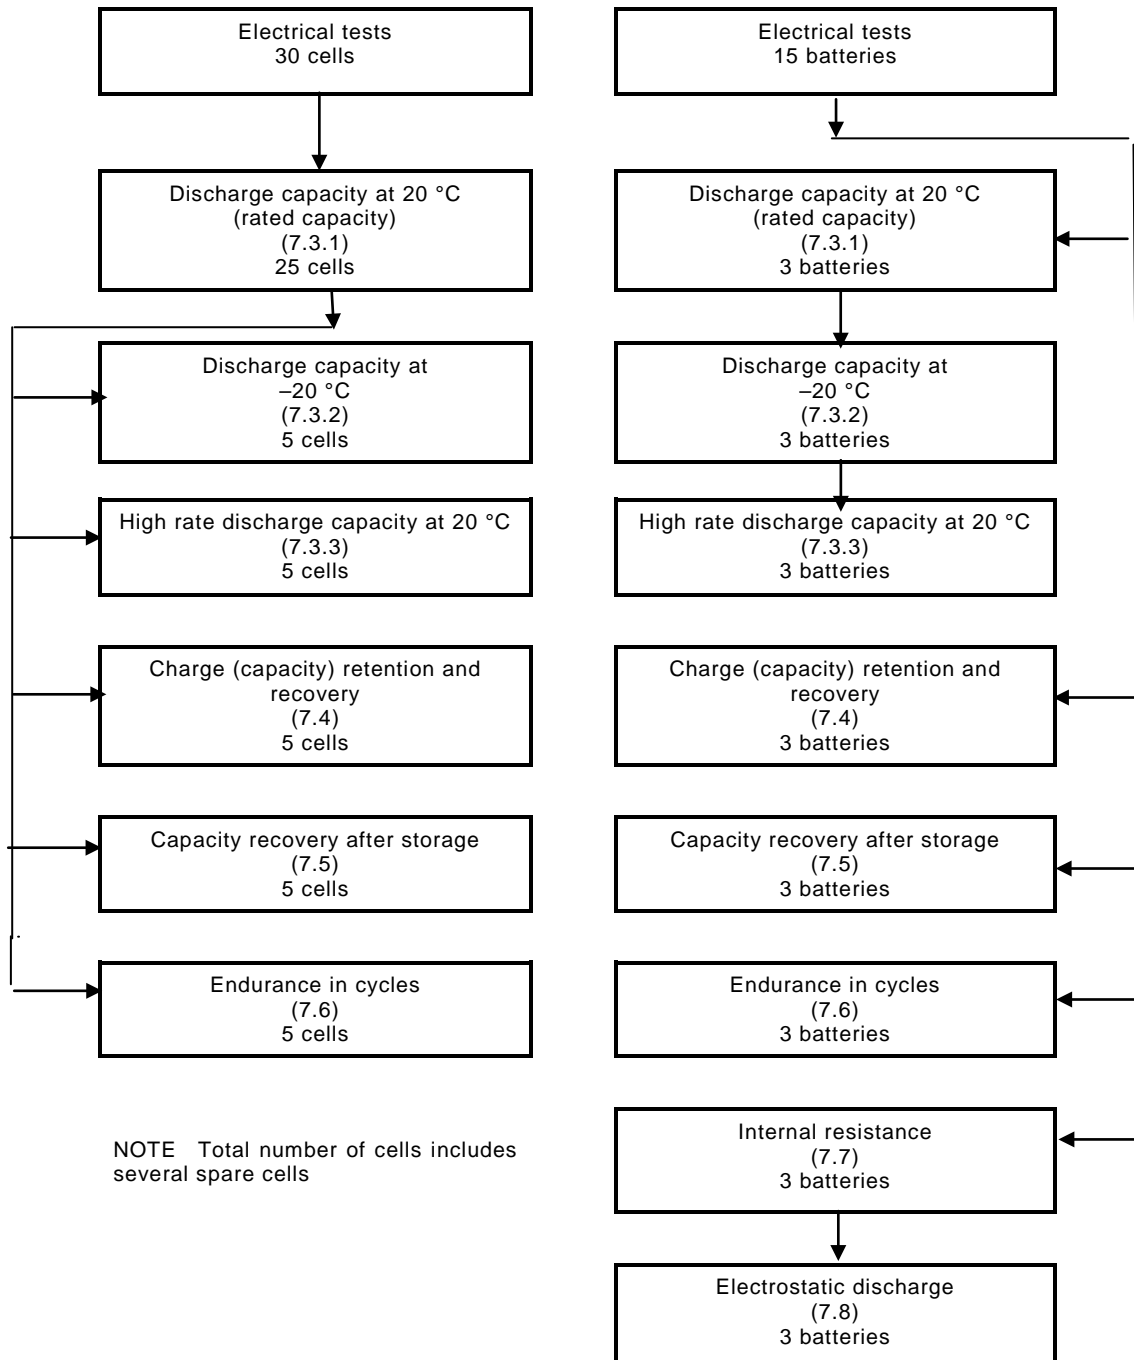 Electrical tests
30 cells
Discharge capacity at 20 °C
(rated capacity)
(7.3.1)
25 cells
Discharge capacity at
–20 °C
(7.3.2)
5 cells
High rate discharge capacity at 20 °C
(7.3.3)
5 cells
Charge (capacity) retention and
recovery
(7.4)
5 cells
Capacity recovery after storage
(7.5)
5 cells
Endurance in cycles
(7.6)
5 cells
NOTE Total number of cells includes
several spare cells
Electrical tests
15 batteries
Discharge capacity at 20 °C
(rated capacity)
(7.3.1)
3 batteries
Discharge capacity at
–20 °C
(7.3.2)
3 batteries
High rate discharge capacity at 20 °C
(7.3.3)
3 batteries
Charge (capacity) retention and
recovery
(7.4)
3 batteries
Capacity recovery after storage
(7.5)
3 batteries
Endurance in cycles
(7.6)
3 batteries
Internal resistance
(7.7)
3 batteries
Electrostatic discharge
(7.8)
3 batteries